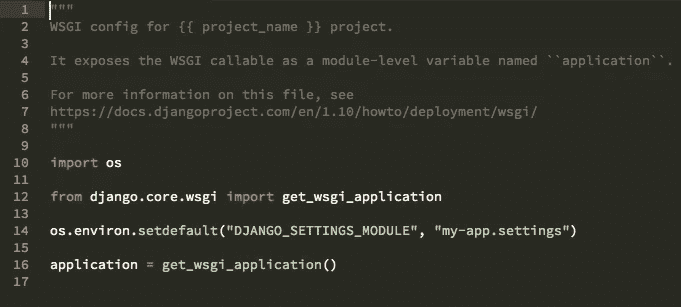 1 """
2 WSGI config for {{ project_name }} project.
3
4 It exposes the WSGI callable as a module-level variable named ``application``.
5
6 For more information on this file, see
7 https://docs.djangoproject.com/en/1.10/howto/deployment/wsgi/
8 """
9
10 import os
11
12 from django.core.wsgi import get_wsgi_application
13
14 os.environ.setdefault("DJANGO_SETTINGS_MODULE", "my-app.settings")
15
16 application = get_wsgi_application()
17